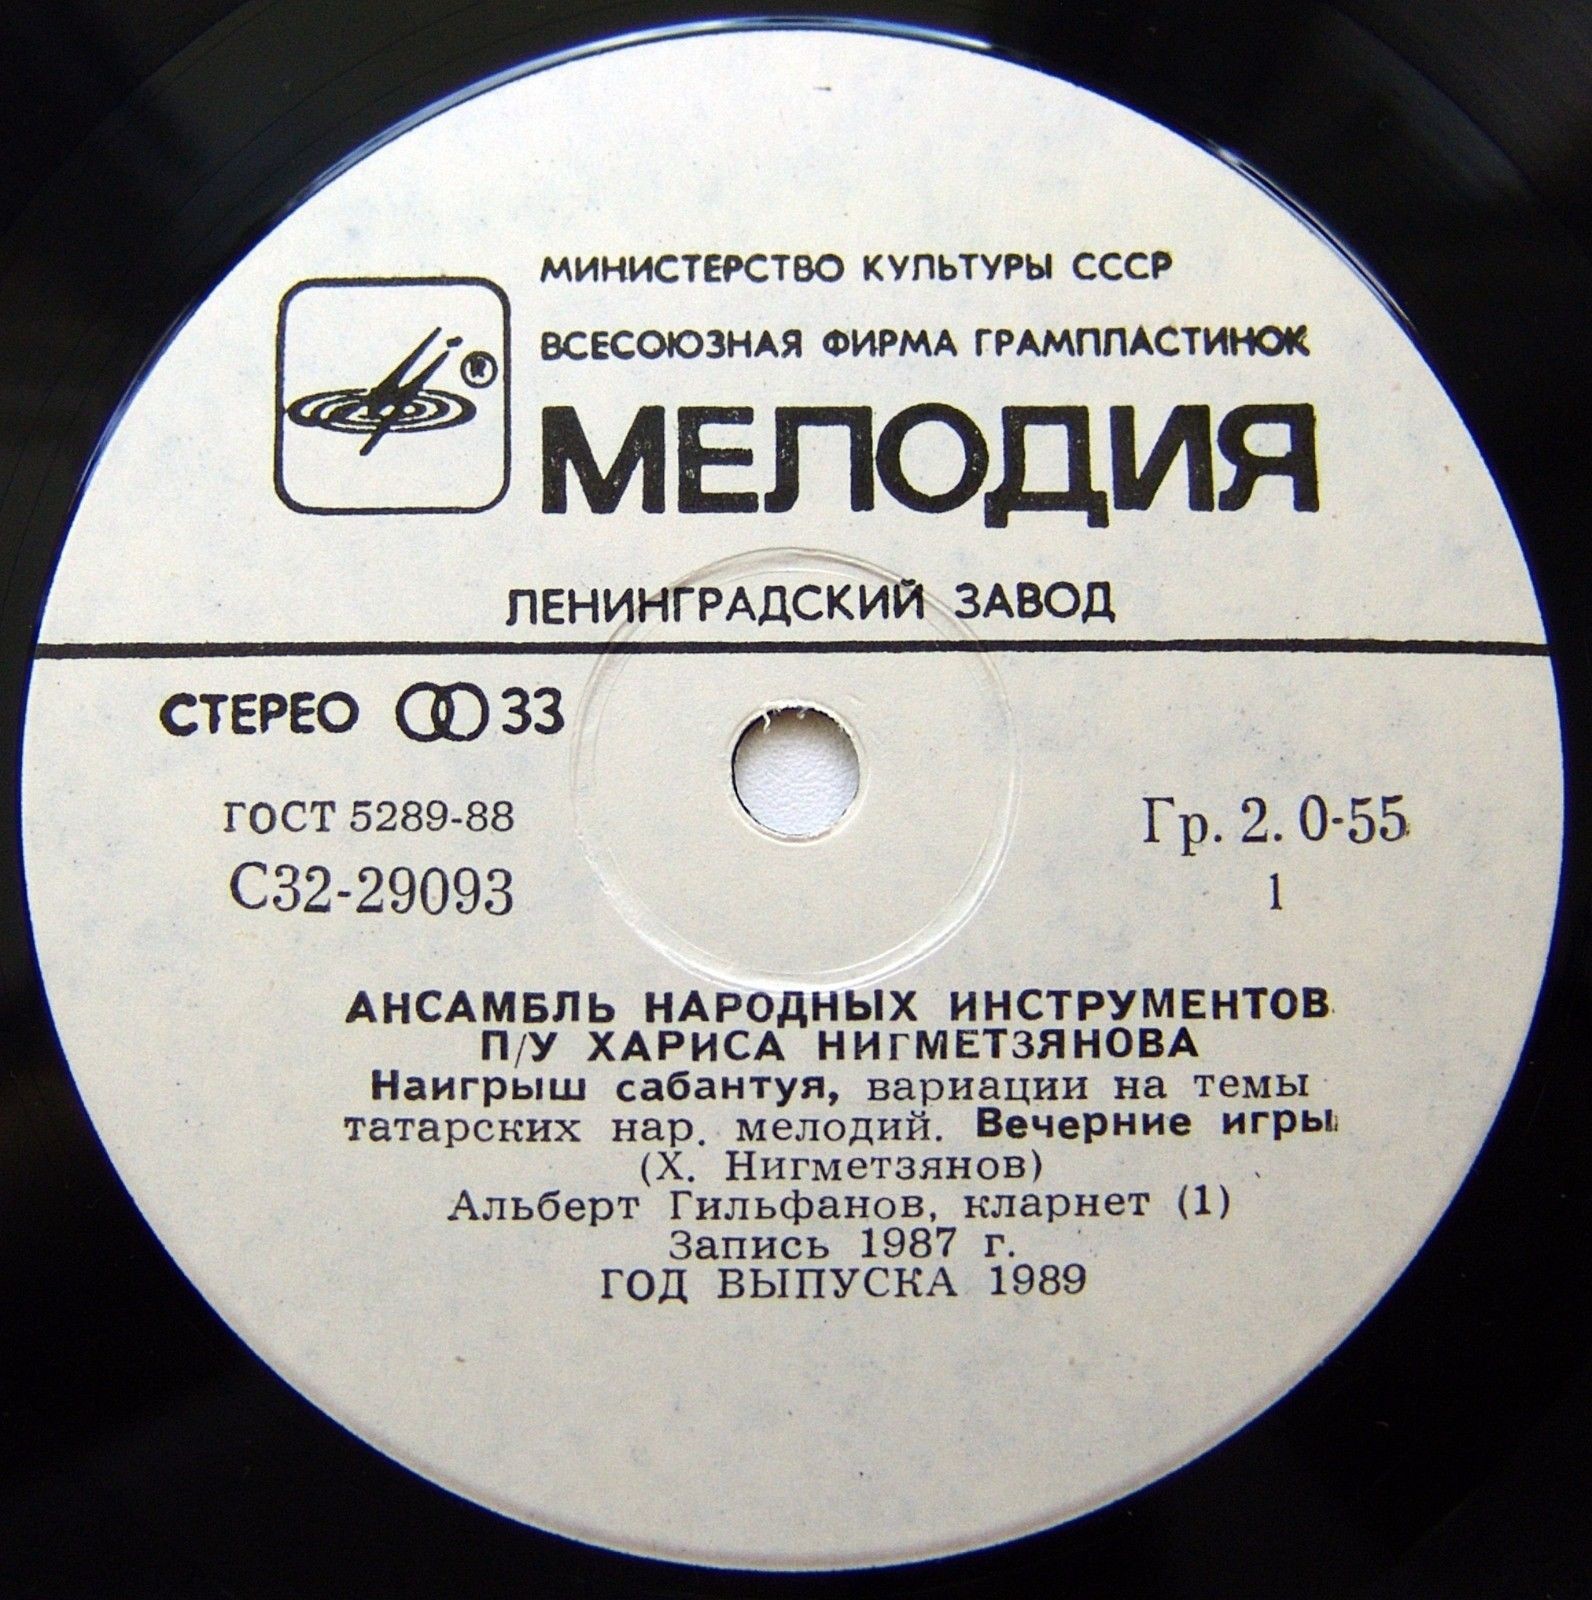 МИНИСТЕРСТВО КУЛЬТУРЫ СССР
ВСЕСОЮЗНАЯ ФИРМА ГРАМПЛАСТИНОК
®
МЕЛОДИЯ
ЛЕНИНГРАДСКИЙ ЗАВОД
СТЕРЕО 33
ГОСТ 5289-88
Гр. 2. 0-55
С32-29093
1
АНСАМБЛЬ НАРОДНЫХ ИНСТРУМЕНТОВ
П/У ХАРИСА НИГМЕТЗЯНОВА
Наигрыш сабантуя, вариации на темы
татарских нар. мелодий. Вечерние игры
(Х. Нигметзянов)
Альберт Гильфанов, кларнет (1)
Запись 1987 г.
ГОД ВЫПУСКА 1989